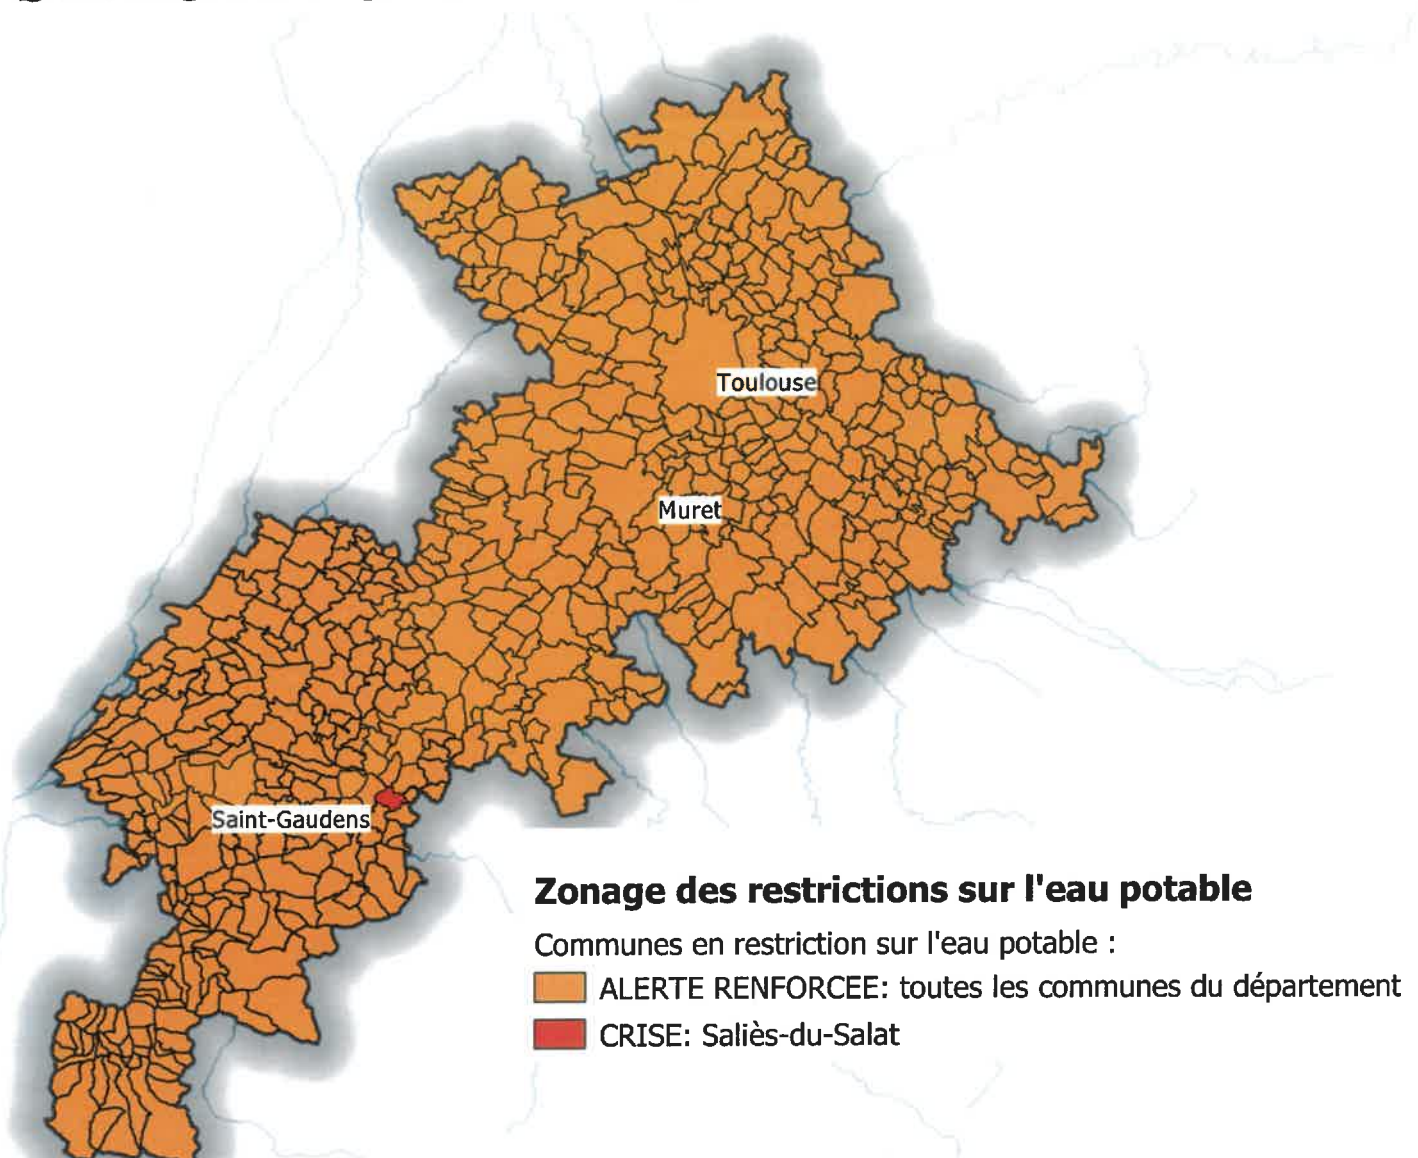 Toulouse
Muret
Saint-Gaudens
Zonage des restrictions sur l'eau potable
Communes en restriction sur l'eau potable :
ALERTE RENFORCEE: toutes les communes du département
CRISE: Saliès-du-Salat